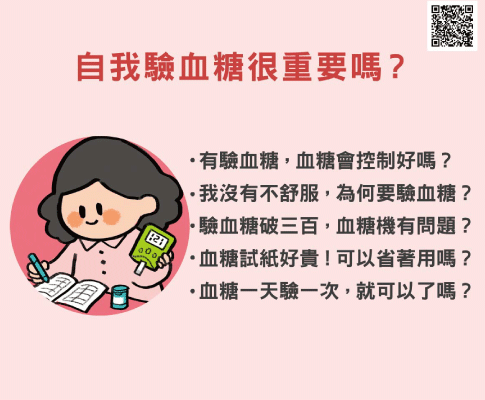 自我驗血糖很重要嗎？
•有驗血糖，血糖會控制好嗎？
•我沒有不舒服，為何要驗血糖？
•驗血糖破三百，血糖機有問題？
•血糖試紙好貴！可以省著用嗎？
•血糖一天驗一次，就可以了嗎？
121